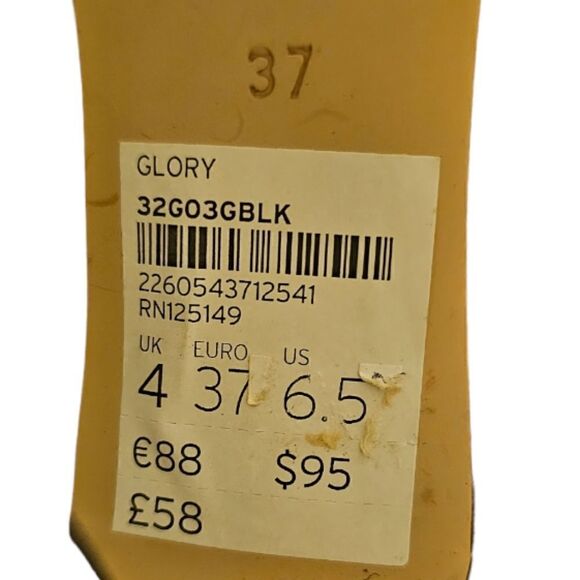 37
GLORY
32G03GBLK
2260543712541
RN125149
UK EURO US
4 37 6.5
€88 $95
£58